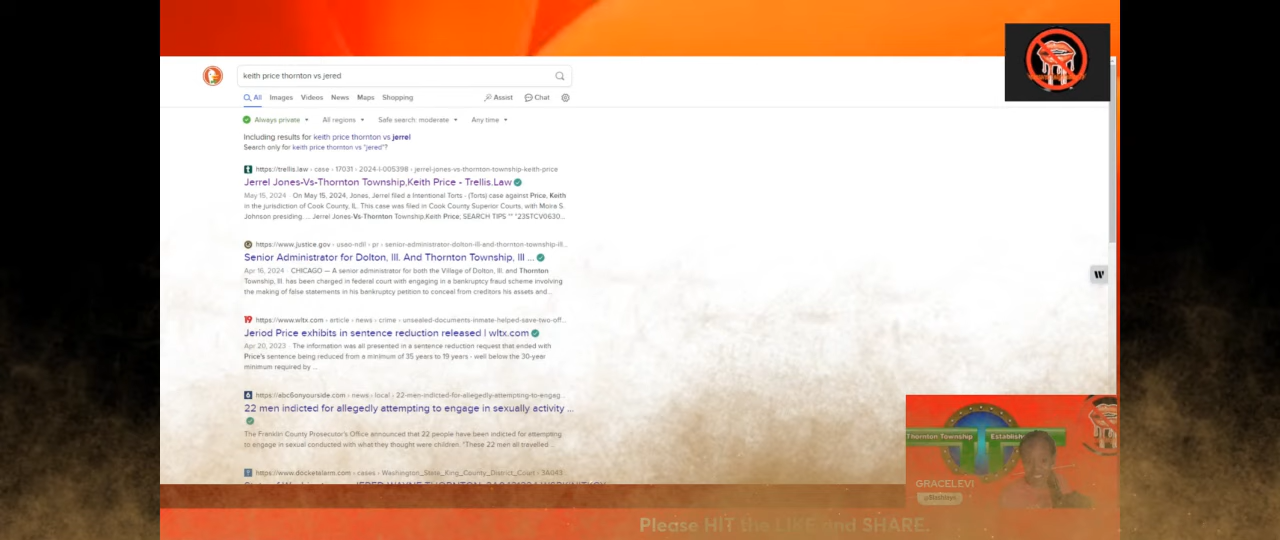 keith price thornton vs jered
All Images Videos News Maps Shopping Assist Chat
Always private All regions Safe search: moderate Any time
Including results for keith price thornton vs jerrel
Search only for keith price thornton vs "jered"?
https://trellis.law › case › 17031 › 2024-l-005398 › jerrel-jones-vs-thornton-township-keith-price
Jerrel Jones-Vs-Thornton Township,Keith Price - Trellis.Law
May 15, 2024 · On May 15, 2024, Jones, Jerrel filed a Intentional Torts - (Torts) case against Price, Keith
in the jurisdiction of Cook County, IL. This case was filed in Cook County Superior Courts, with Moira S.
Johnson presiding. ... Jerrel Jones-Vs-Thornton Township,Keith Price; SEARCH TIPS "" "23STCV0630...
https://www.justice.gov › usao-ndil › pr › senior-administrator-dolton-ill-and-thornton-township-ill...
Senior Administrator for Dolton, Ill. And Thornton Township, Ill ...
Apr 16, 2024 · CHICAGO — A senior administrator for both the Village of Dolton, Ill. and Thornton
Township, Ill. has been charged in federal court with engaging in a bankruptcy fraud scheme involving
the making of false statements in his bankruptcy petition to conceal from creditors his assets and...
19 https://www.wltx.com › article › news › crime › unsealed-documents-inmate-helped-save-two-off...
Jeriod Price exhibits in sentence reduction released | wltx.com
Apr 20, 2023 · The information was all presented in a sentence reduction request that ended with
Price's sentence being reduced from a minimum of 35 years to 19 years - well below the 30-year
minimum required by ...
https://abc6onyourside.com › news › local › 22-men-indicted-for-allegedly-attempting-to-engag...
22 men indicted for allegedly attempting to engage in sexually activity ...
The Franklin County Prosecutor's Office announced that 22 people have been indicted for attempting
to engage in sexual conducted with what they thought were children. "These 22 men all travelled ...
https://www.docketalarm.com › cases › Washington_State_King_County_District_Court › 3A043...
W
Thornton Township Establish
GRACELEVI
Please HIT the LIKE and SHARE.